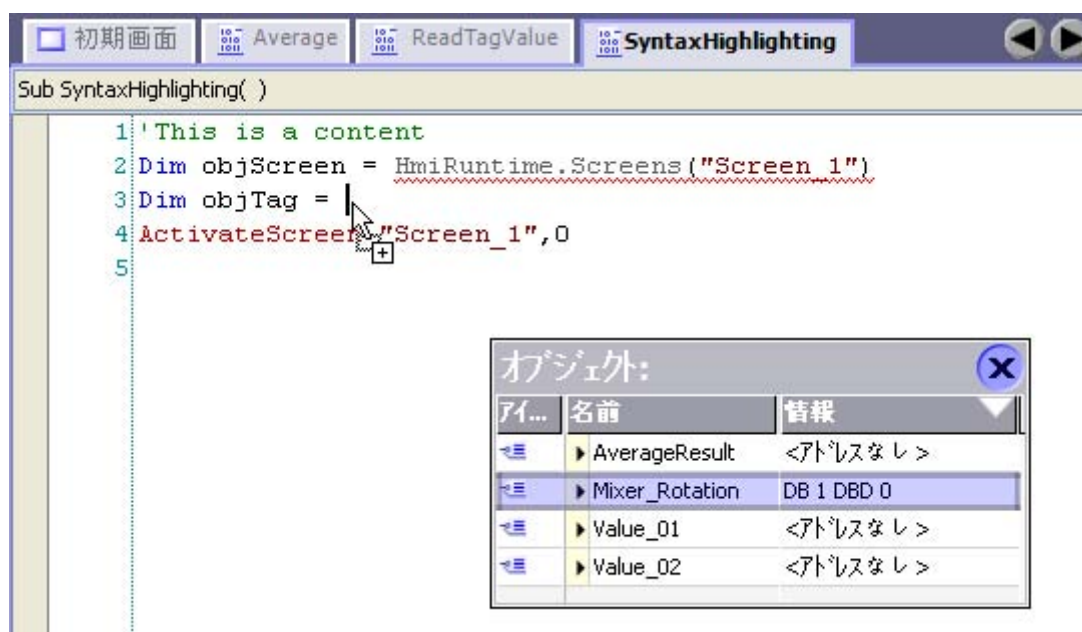 初期画面 Average ReadTagValue SyntaxHighlighting
Sub SyntaxHighlighting( )
1 'This is a content
2 Dim objScreen = HmiRuntime.Screens("Screen_1")
3 Dim objTag =
4 ActivateScreen "Screen_1",0
5
オブジェクト:
アイ... 名前 情報
AverageResult <アドレスなし>
Mixer_Rotation DB 1 DBD 0
Value_01 <アドレスなし>
Value_02 <アドレスなし>